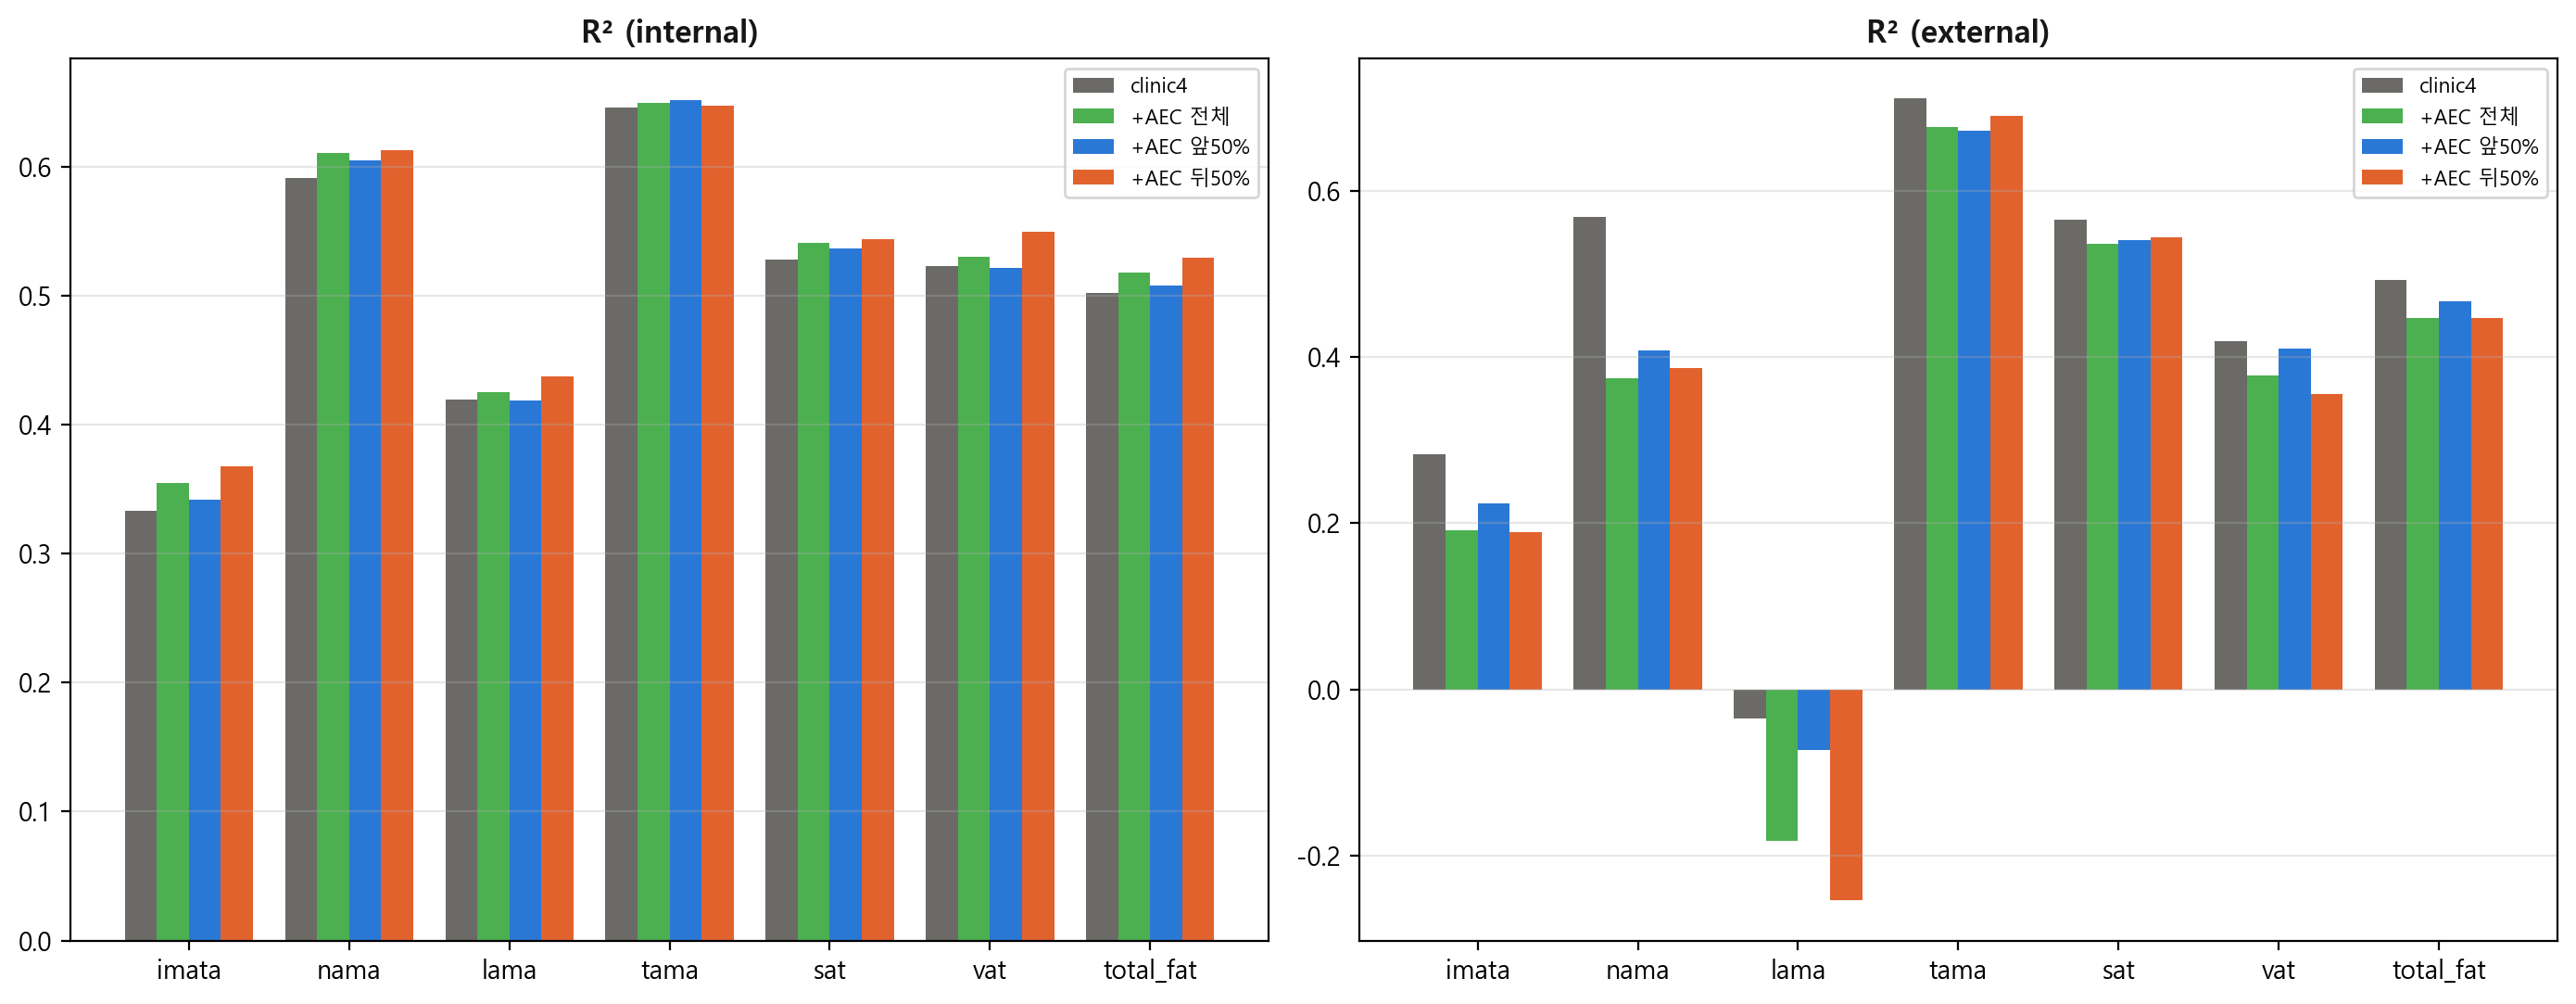 R² (internal)
clinic4
+AEC 전체
+AEC 앞50%
+AEC 뒤50%
0.6
0.5
0.4
0.3
0.2
0.1
0.0
imata nama lama tama sat vat total_fat
R² (external)
clinic4
+AEC 전체
+AEC 앞50%
+AEC 뒤50%
0.6
0.4
0.2
0.0
-0.2
imata nama lama tama sat vat total_fat